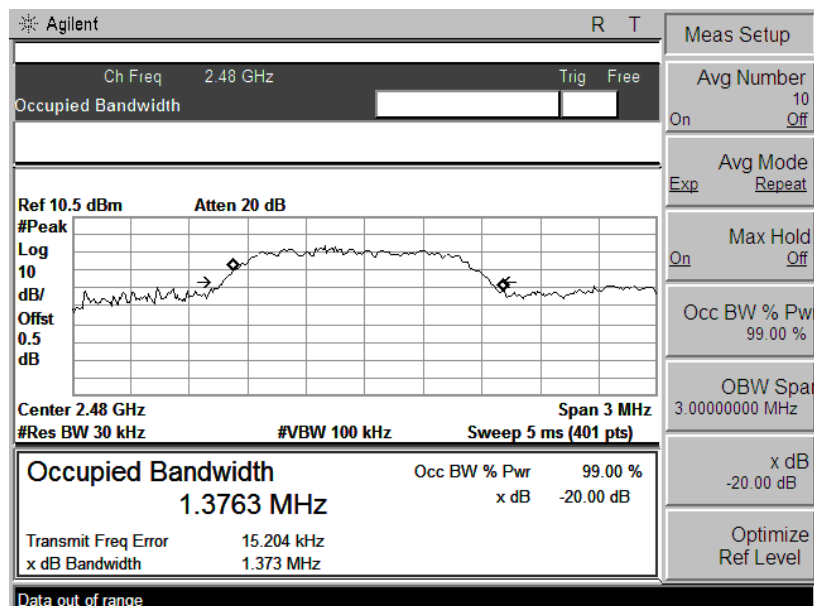 Agilent R T
Ch Freq 2.48 GHz Trig Free
Occupied Bandwidth
Ref 10.5 dBm Atten 20 dB
#Peak
Log
10
dB/
Offst
0.5
dB
Center 2.48 GHz Span 3 MHz
#Res BW 30 kHz #VBW 100 kHz Sweep 5 ms (401 pts)
Occupied Bandwidth Occ BW % Pwr 99.00 %
1.3763 MHz x dB -20.00 dB
Transmit Freq Error 15.204 kHz
x dB Bandwidth 1.373 MHz
Data out of range
Meas Setup
Avg Number
10
On Off
Avg Mode
Exp Repeat
Max Hold
On Off
Occ BW % Pwr
99.00 %
OBW Spa
3.00000000 MHz
x dB
-20.00 dB
Optimize
Ref Level